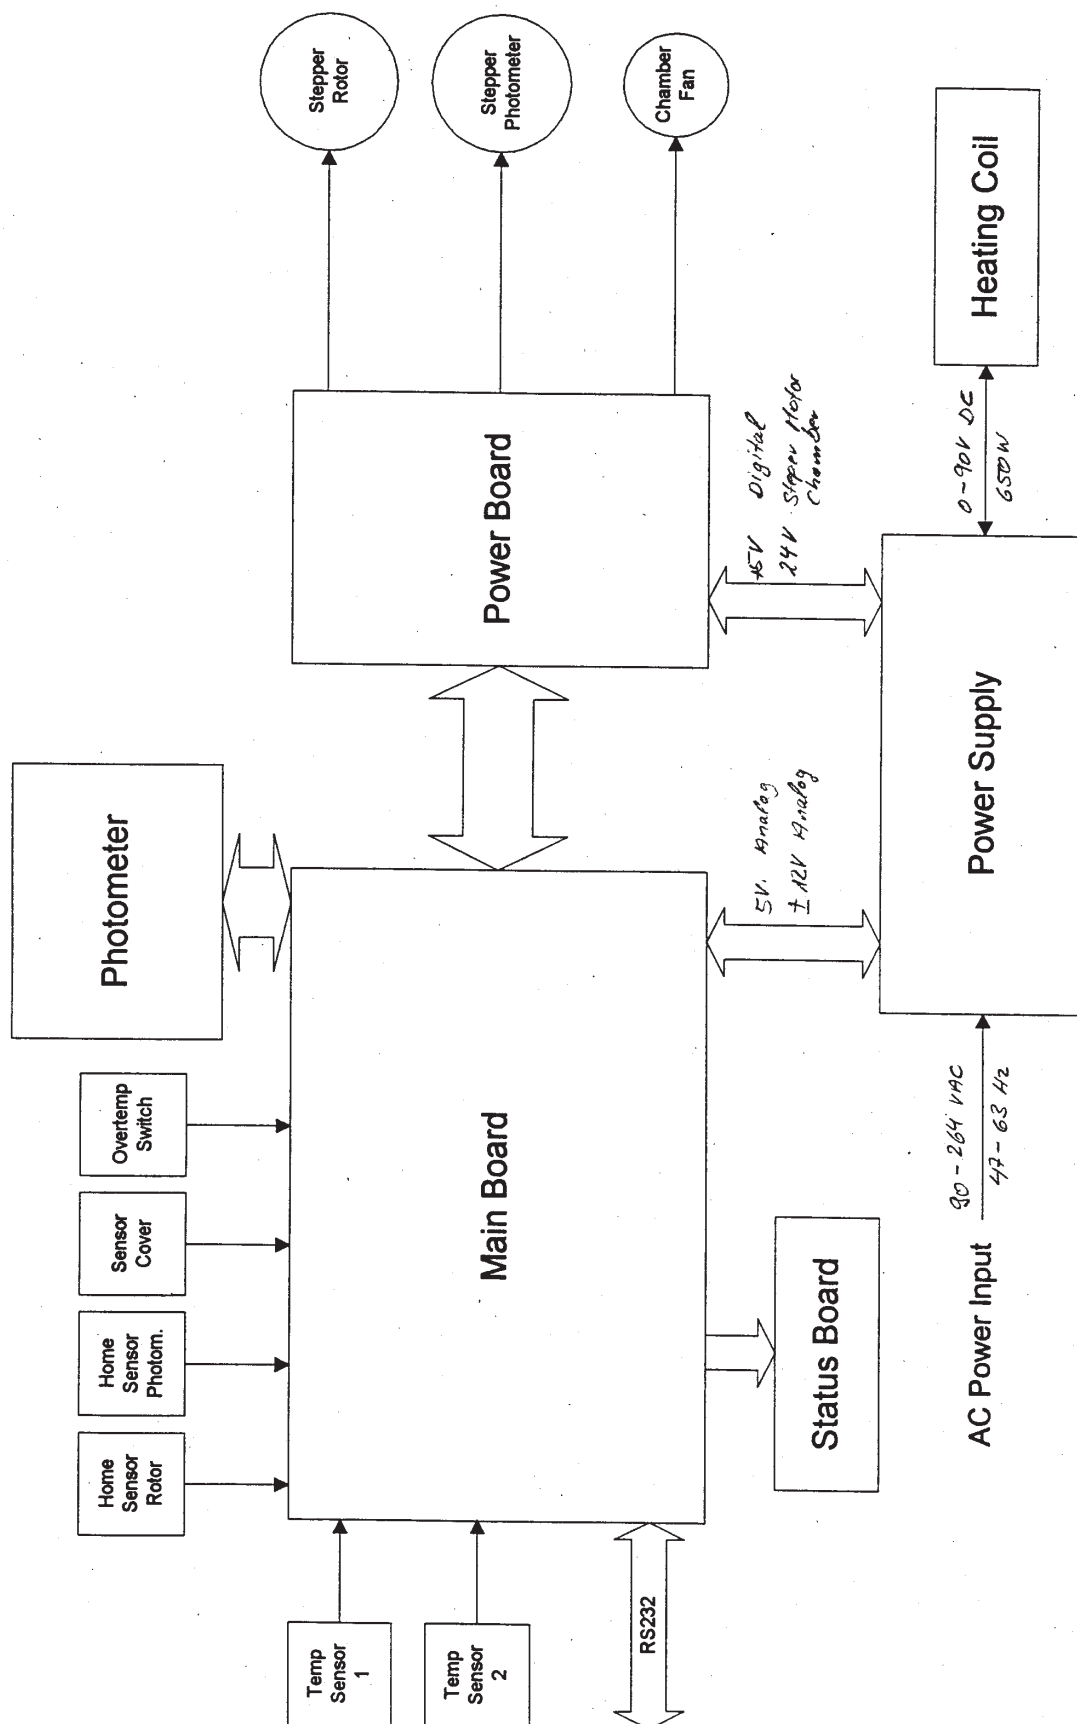 Stepper
Rotor
Stepper
Photometer
Chamber
Fan
Heating Coil
Power Board
+5V Digital
24V Steper Motor
Chamber
0-90V DC
650W
Photometer
Power Supply
5V. Analog
± 12V Analog
Overtemp
Switch
Sensor
Cover
Home
Sensor
Photom.
Home
Sensor
Rotor
Main Board
Status Board
AC Power Input
90-264 VAC
47-63 Hz
Temp
Sensor
1
Temp
Sensor
2
RS232